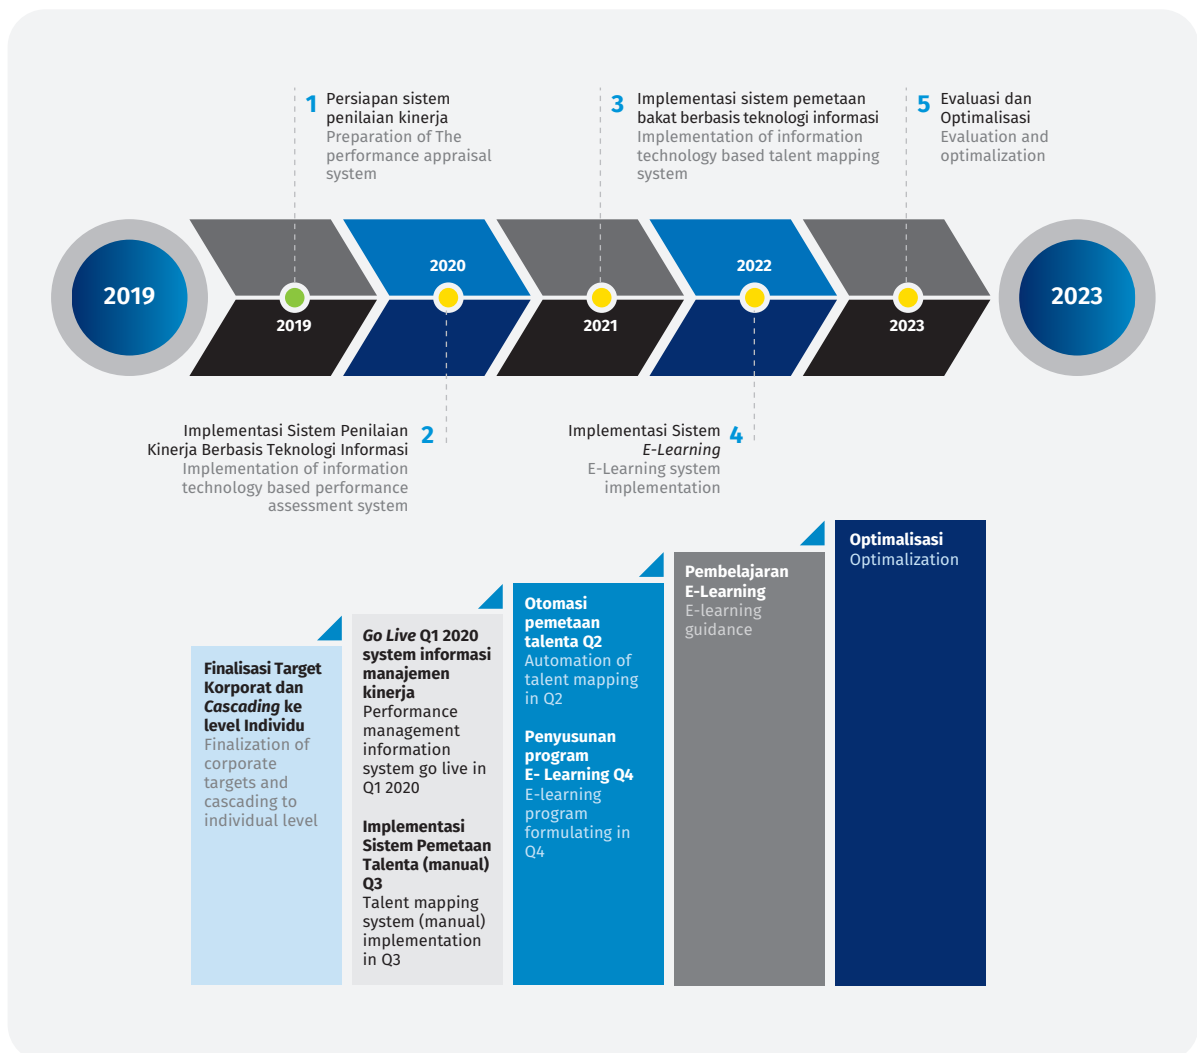 1
Persiapan sistem
penilaian kinerja
Preparation of The
performance appraisal
system
3
Implementasi sistem pemetaan
bakat berbasis teknologi informasi
Implementation of information
technology based talent mapping
system
5
Evaluasi dan
Optimalisasi
Evaluation and
optimalization
2019
2019
2020
2021
2022
2023
2023
Implementasi Sistem Penilaian
Kinerja Berbasis Teknologi Informasi
Implementation of information
technology based performance
assessment system
2
Implementasi Sistem
E-Learning
E-Learning system
implementation
4
Finalisasi Target
Korporat dan
Cascading ke
level Individu
Finalization of
corporate
targets and
cascading to
individual level
Go Live Q1 2020
system informasi
manajemen
kinerja
Performance
management
information
system go live in
Q1 2020
Implementasi
Sistem Pemetaan
Talenta (manual)
Q3
Talent mapping
system (manual)
implementation
in Q3
Otomasi
pemetaan
talenta Q2
Automation of
talent mapping
in Q2
Penyusunan
program
E- Learning Q4
E-learning
program
formulating in
Q4
Pembelajaran
E-Learning
E-learning
guidance
Optimalisasi
Optimalization